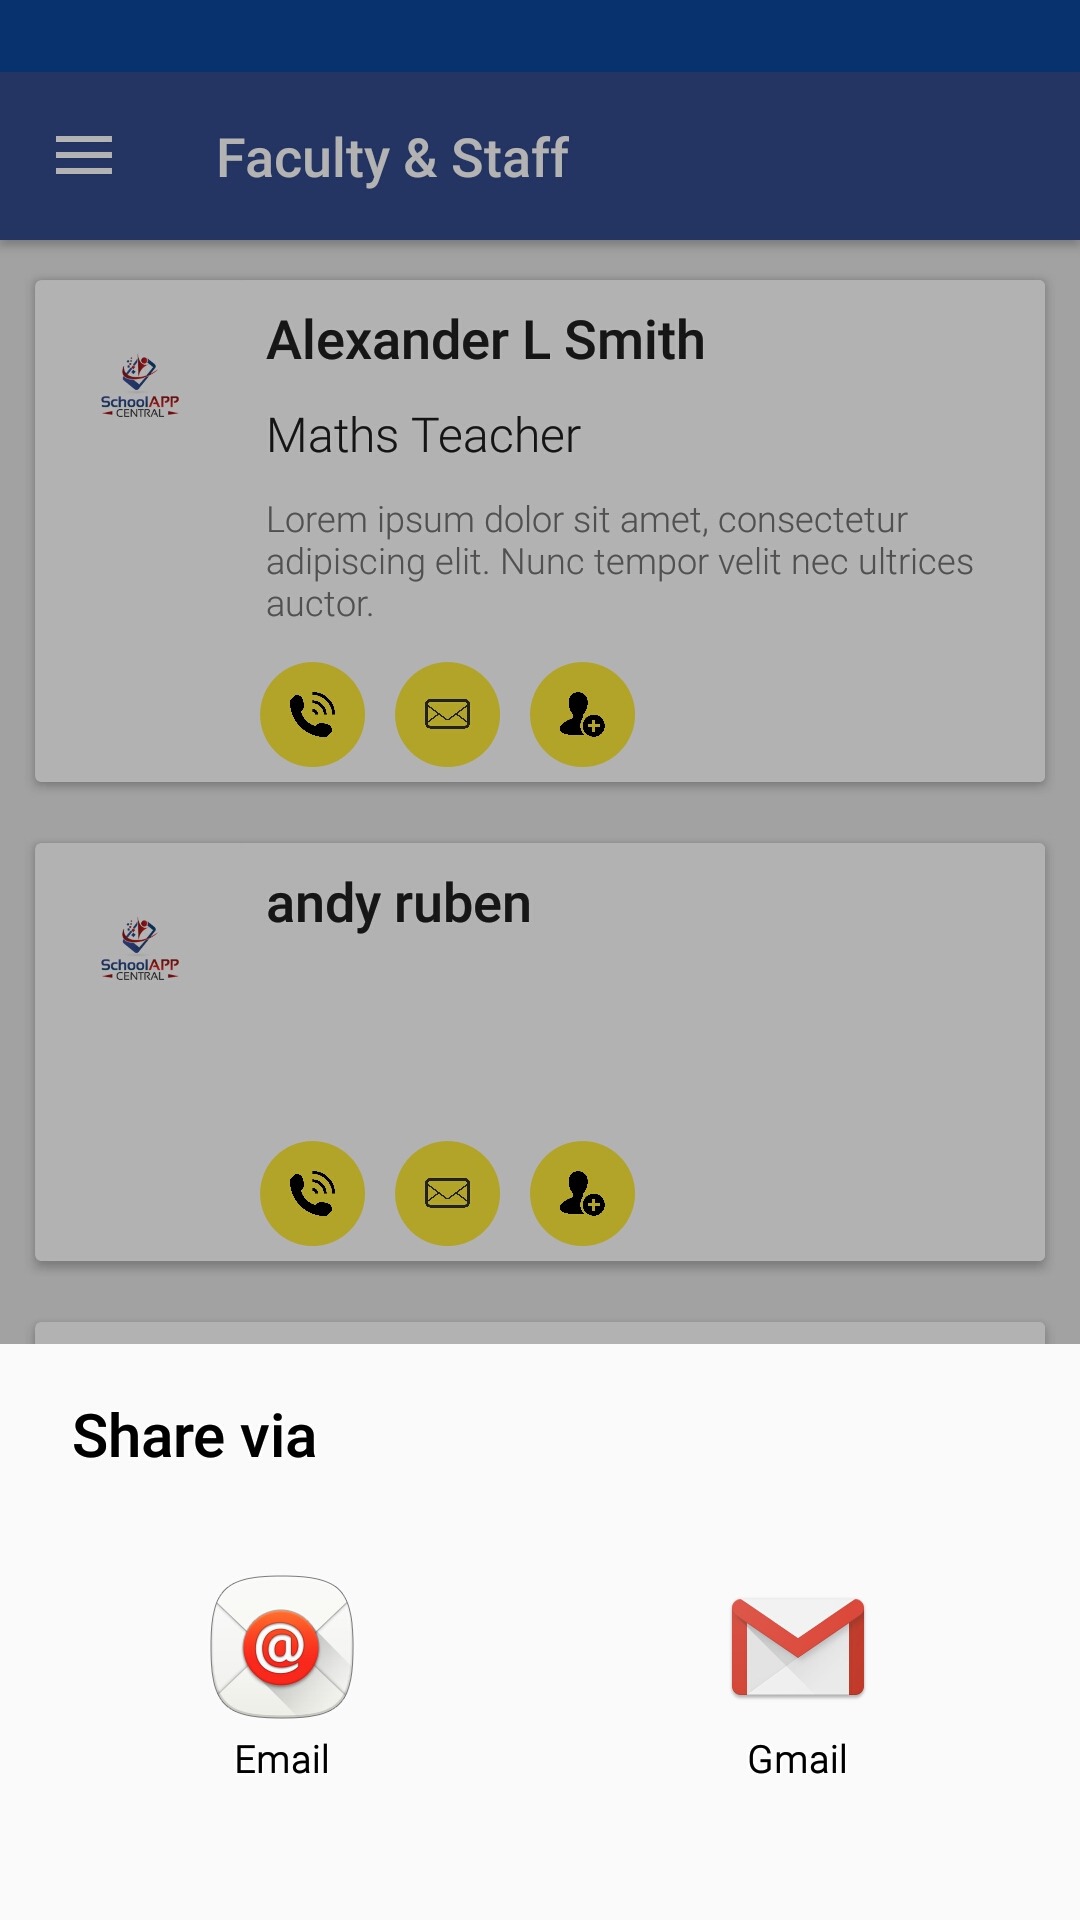 Faculty & Staff
Alexander L Smith
SchoolAPP
CENTRAL
Maths Teacher
Lorem ipsum dolor sit amet, consectetur
adipiscing elit. Nunc tempor velit nec ultrices
auctor.
andy ruben
SchoolAPP
CENTRAL
Share via
Email
Gmail